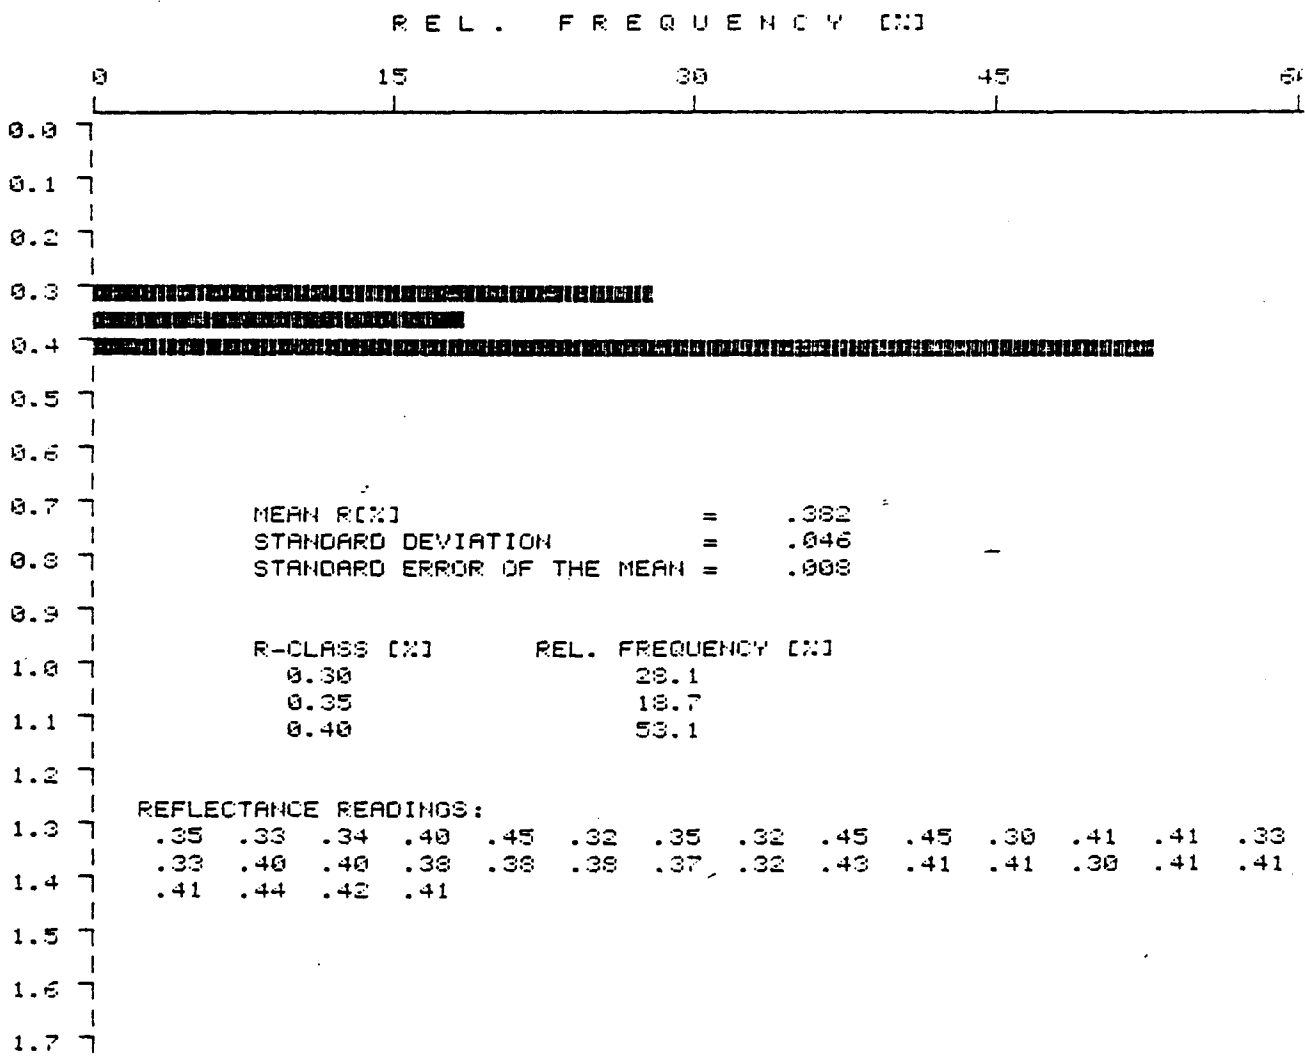 REL. FREQUENCY [%]
0 15 30 45 60
0.0
0.1
0.2
0.3
0.4
0.5
0.6
0.7
MEAN R[%] = .382
STANDARD DEVIATION = .046
0.8
STANDARD ERROR OF THE MEAN = .008
0.9
R-CLASS [%] REL. FREQUENCY [%]
1.0
0.30 28.1
0.35 18.7
1.1
0.40 53.1
1.2
REFLECTANCE READINGS:
1.3
.35 .33 .34 .40 .45 .32 .35 .32 .45 .45 .30 .41 .41 .33
.33 .40 .40 .38 .38 .38 .37 .32 .43 .41 .41 .30 .41 .41
1.4
.41 .44 .42 .41
1.5
1.6
1.7